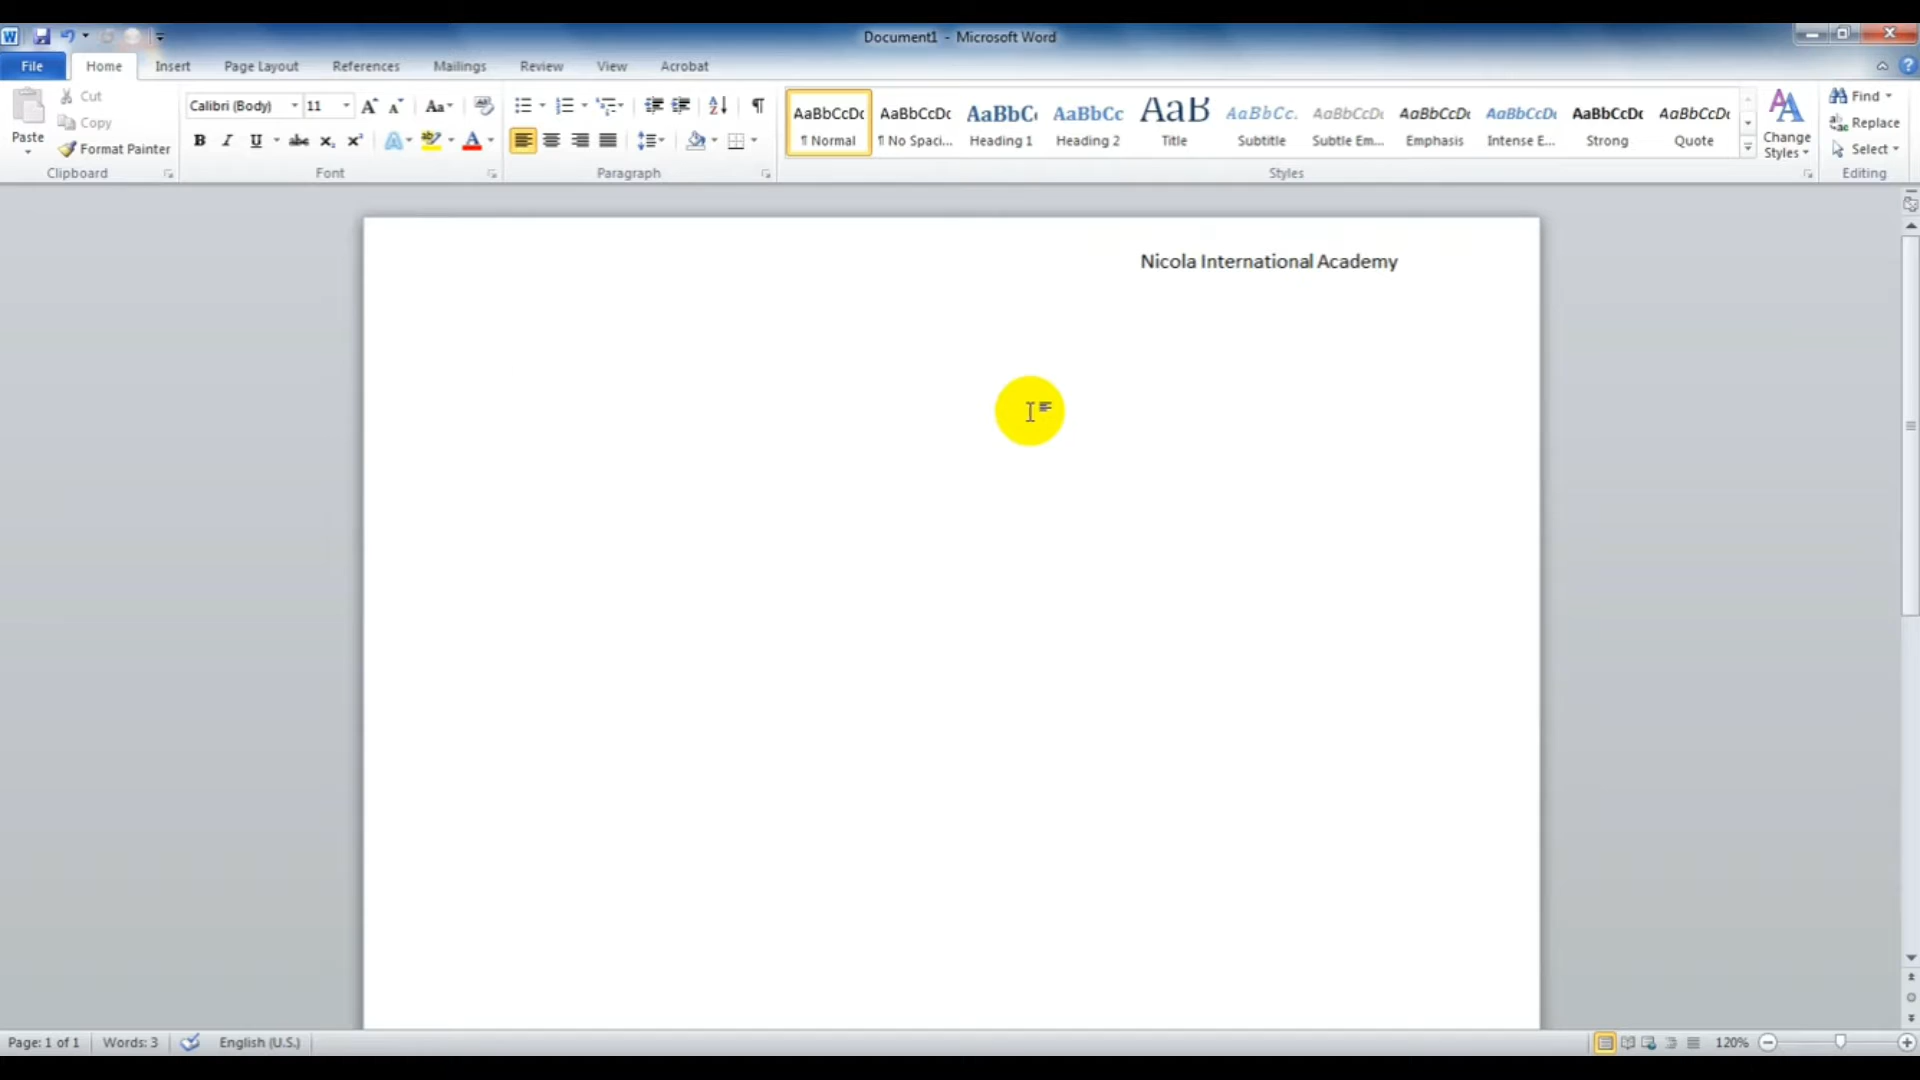 Document1 - Microsoft Word
File Home Insert Page Layout References Mailings Review View Acrobat
Paste
Cut
Copy
Format Painter
Clipboard
Calibri (Body) 11
Font
Paragraph
AaBbCcDc AaBbCcDc AaBbC AaBbCc AaB AaBbCc. AaBbCcDc AaBbCcDc AaBbCcDc AaBbCcDc AaBbCcDc
¶ Normal ¶ No Spaci... Heading 1 Heading 2 Title Subtitle Subtle Em... Emphasis Intense E... Strong Quote
Styles
Change
Styles
Find
Replace
Select
Editing
Nicola International Academy
Page: 1 of 1 Words: 3 English (U.S.) 120%